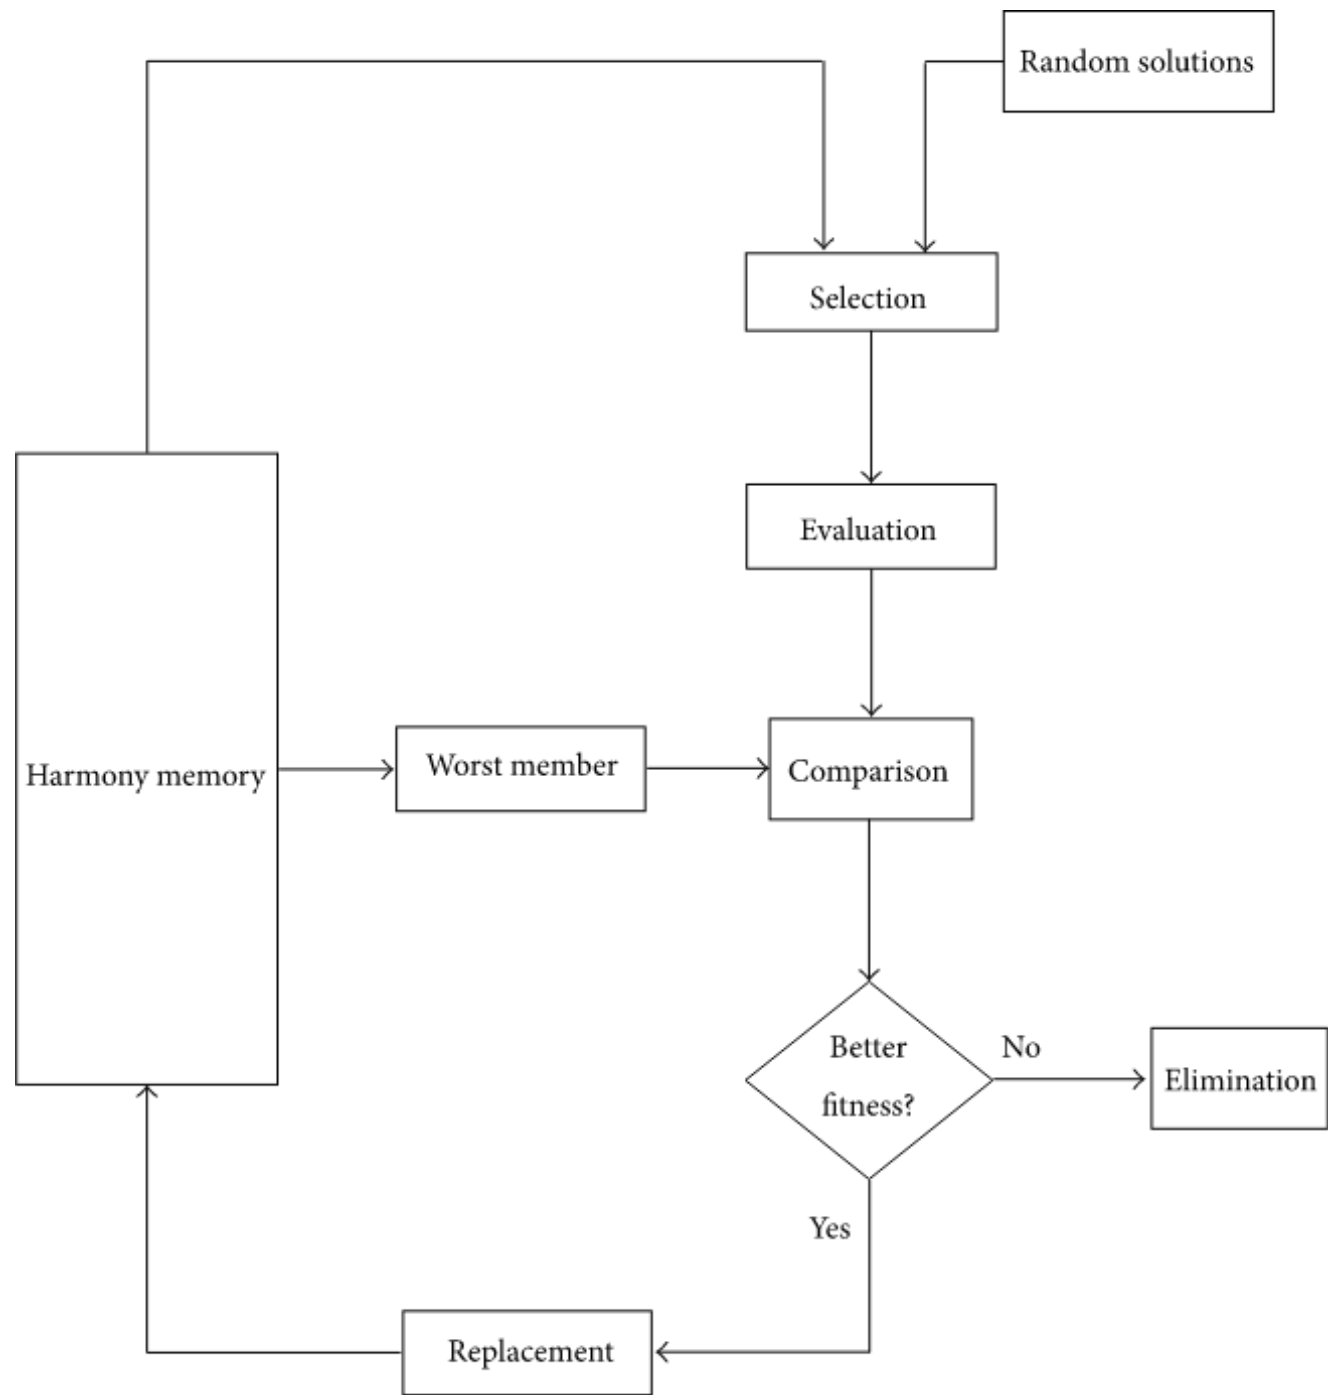 Random solutions
Selection
Evaluation
Harmony memory
Worst member
Comparison
Better
fitness?
No
Elimination
Yes
Replacement